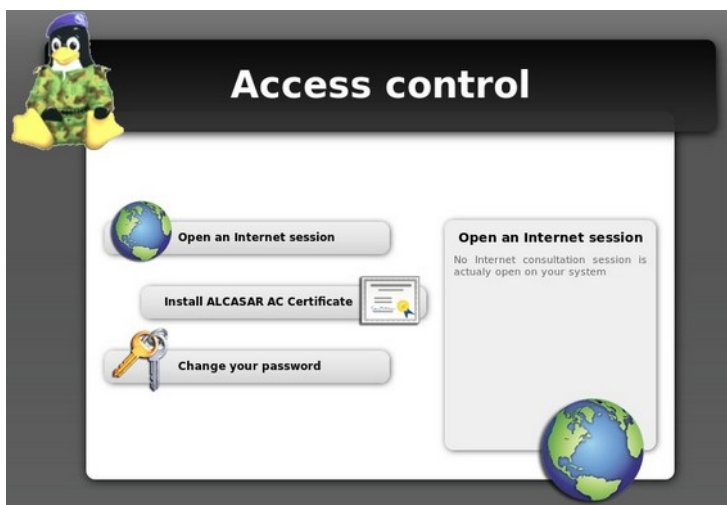 Access control
Open an Internet session
Install ALCASAR AC Certificate
Change your password
Open an Internet session
No Internet consultation session is
actualy open on your system